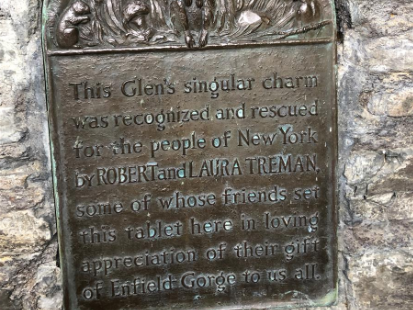 This Glen's singular charm
was recognized and rescued
for the people of New York
by ROBERT and LAURA TREMAN,
some of whose friends, set
this tablet here in loving
appreciation of their gift
of Enfield Gorge to us all.